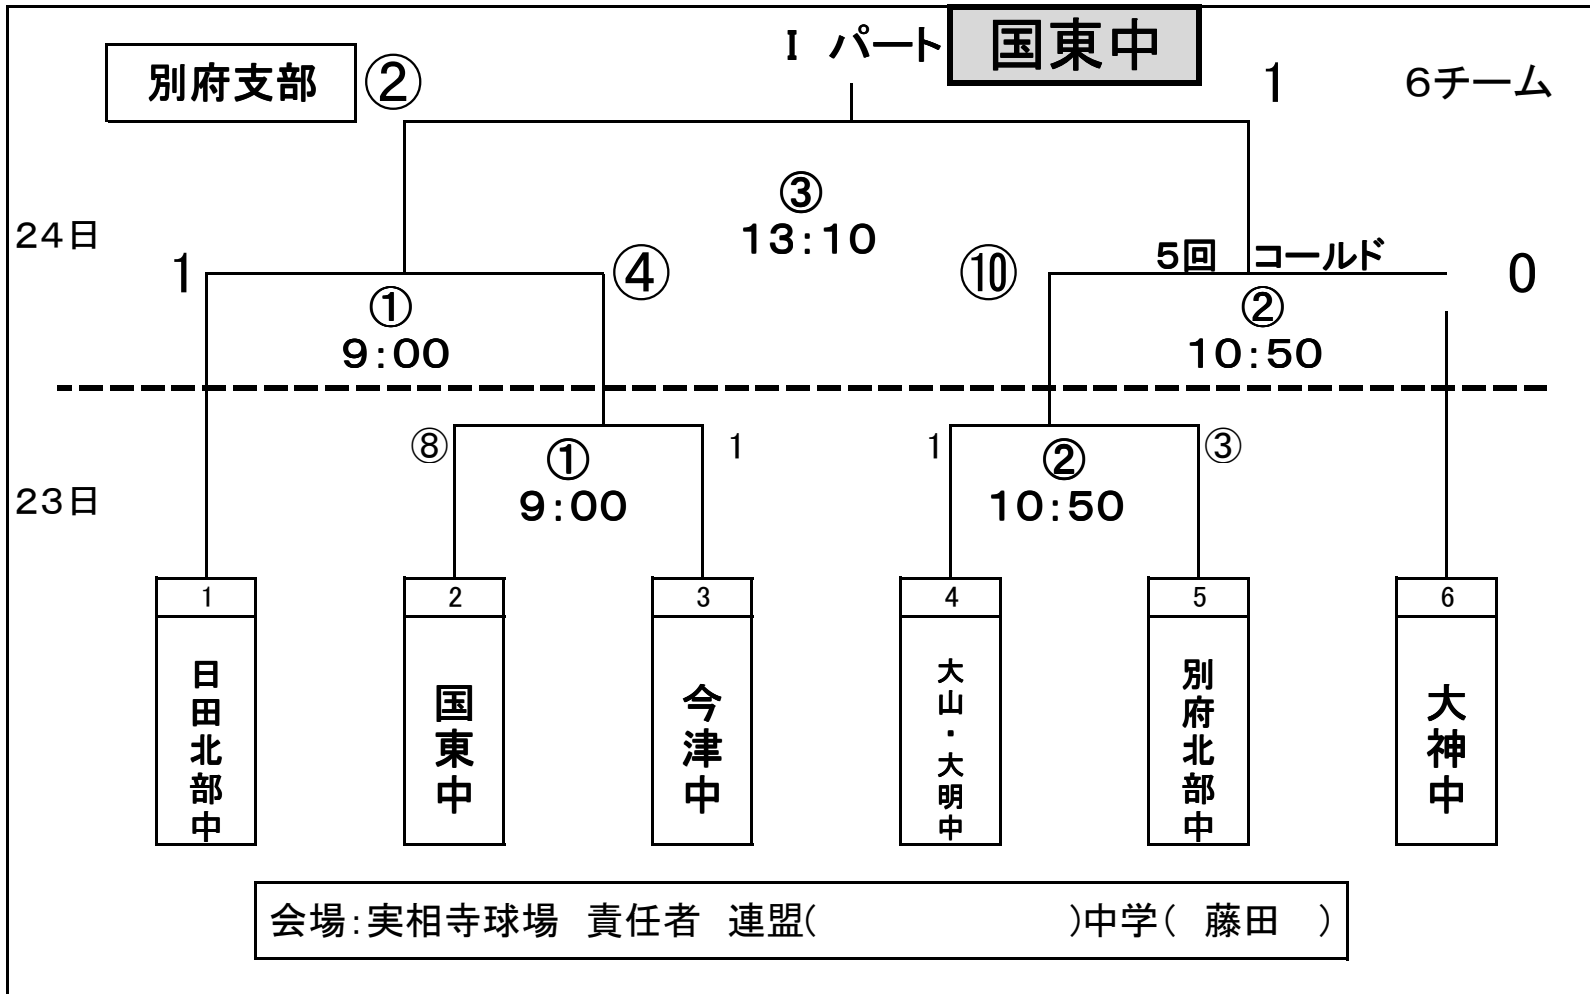 I パート 国東中
別府支部 ② 1 6チーム
③
13:10
24日
1 ④ ⑩ 5回 コールド 0
① ②
9:00 10:50
⑧ 1 1 ③
① ②
23日
9:00 10:50
1 2 3 4 5 6
日田北部中
国東中
今津中
大山・大明中
別府北部中
大神中
会場:実相寺球場 責任者 連盟( )中学( 藤田 )